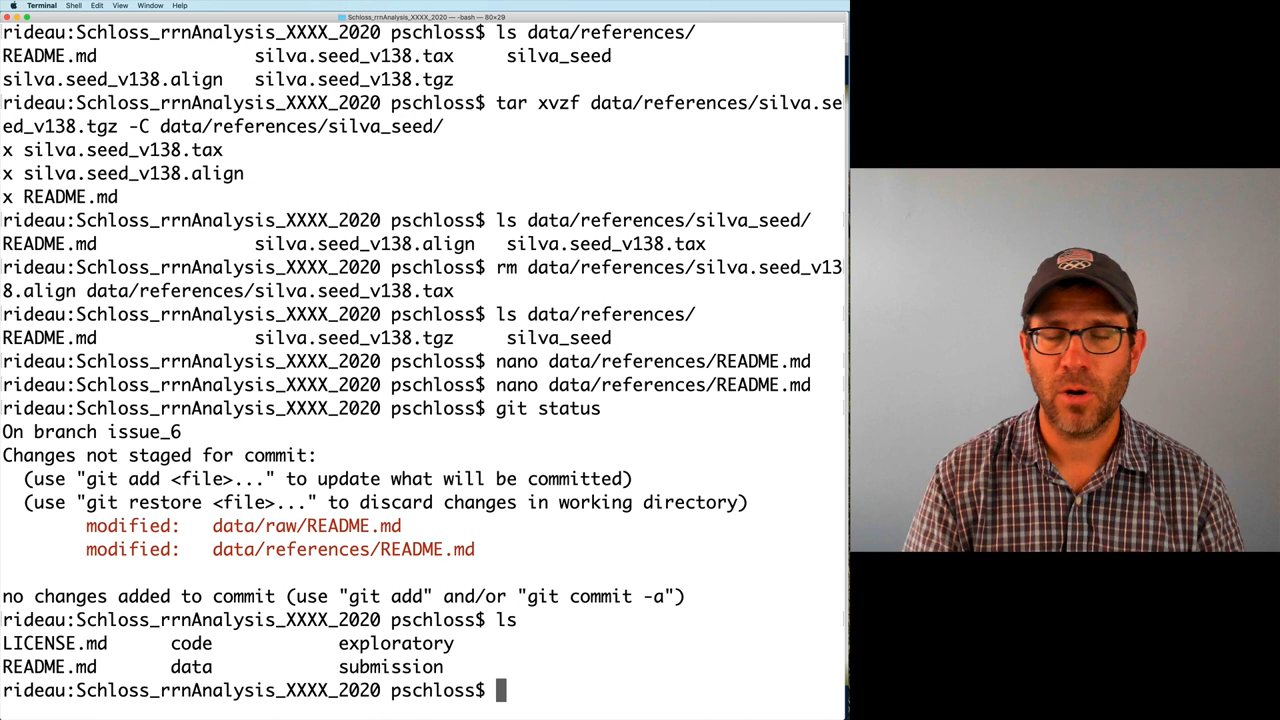 Terminal Shell Edit View Window Help
Schloss_rrnAnalysis_XXXX_2020 — -bash — 80×29
rideau:Schloss_rrnAnalysis_XXXX_2020 pschloss$ ls data/references/
README.md silva.seed_v138.tax silva_seed
silva.seed_v138.align silva.seed_v138.tgz
rideau:Schloss_rrnAnalysis_XXXX_2020 pschloss$ tar xvzf data/references/silva.se
ed_v138.tgz -C data/references/silva_seed/
x silva.seed_v138.tax
x silva.seed_v138.align
x README.md
rideau:Schloss_rrnAnalysis_XXXX_2020 pschloss$ ls data/references/silva_seed/
README.md silva.seed_v138.align silva.seed_v138.tax
rideau:Schloss_rrnAnalysis_XXXX_2020 pschloss$ rm data/references/silva.seed_v13
8.align data/references/silva.seed_v138.tax
rideau:Schloss_rrnAnalysis_XXXX_2020 pschloss$ ls data/references/
README.md silva.seed_v138.tgz silva_seed
rideau:Schloss_rrnAnalysis_XXXX_2020 pschloss$ nano data/references/README.md
rideau:Schloss_rrnAnalysis_XXXX_2020 pschloss$ nano data/references/README.md
rideau:Schloss_rrnAnalysis_XXXX_2020 pschloss$ git status
On branch issue_6
Changes not staged for commit:
(use "git add <file>..." to update what will be committed)
(use "git restore <file>..." to discard changes in working directory)
modified: data/raw/README.md
modified: data/references/README.md
no changes added to commit (use "git add" and/or "git commit -a")
rideau:Schloss_rrnAnalysis_XXXX_2020 pschloss$ ls
LICENSE.md code exploratory
README.md data submission
rideau:Schloss_rrnAnalysis_XXXX_2020 pschloss$